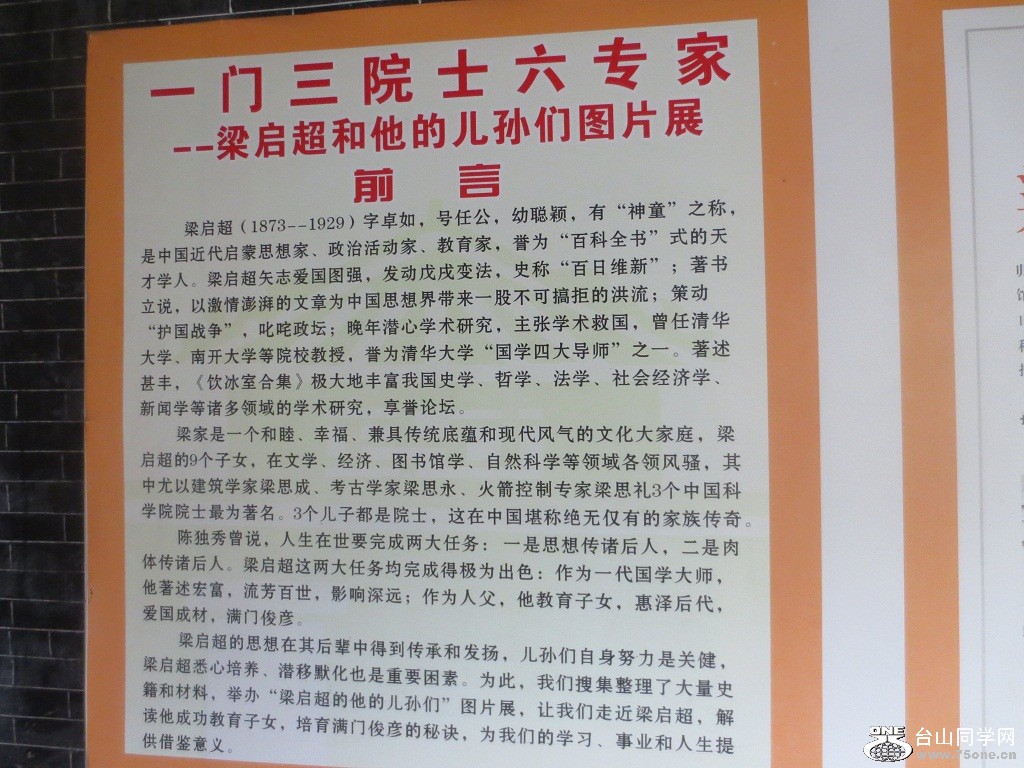 一门三院士六专家
--梁启超和他的儿孙们图片展
前 言
梁启超（1873--1929）字卓如，号任公，幼聪颖，有“神童”之称，
是中国近代启蒙思想家、政治活动家、教育家，誉为“百科全书”式的天
才学人。梁启超矢志爱国图强，发动戊戌变法，史称“百日维新”；著书
立说，以激情澎湃的文章为中国思想界带来一股不可搞拒的洪流；策动
“护国战争”，叱咤政坛；晚年潜心学术研究，主张学术救国，曾任清华
大学、南开大学等院校教授，誉为清华大学“国学四大导师”之一。著述
甚丰，《饮冰室合集》极大地丰富我国史学、哲学、法学、社会经济学、
新闻学等诸多领域的学术研究，享誉论坛。
梁家是一个和睦、幸福、兼具传统底蕴和现代风气的文化大家庭，梁
启超的9个子女，在文学、经济、图书馆学、自然科学等领域各领风骚，其
中尤以建筑学家梁思成、考古学家梁思永、火箭控制专家梁思礼3个中国科
学院院士最为著名。3个儿子都是院士，这在中国堪称绝无仅有的家族传奇。
陈独秀曾说，人生在世要完成两大任务：一是思想传诸后人，二是肉
体传诸后人。梁启超这两大任务均完成得极为出色：作为一代国学大师，
他著述宏富，流芳百世，影响深远；作为人父，他教育子女，惠泽后代，
爱国成材，满门俊彦。
梁启超的思想在其后辈中得到传承和发扬，儿孙们自身努力是关健，
梁启超悉心培养、潜移默化也是重要困素。为此，我们搜集整理了大量史
籍和材料，举办“梁启超的他的儿孙们”图片展，让我们走近梁启超，解
读他成功教育子女，培育满门俊彦的秘诀，为我们的学习、事业和人生提
供借鉴意义。
ONE 台山同学网
www.75one.cn